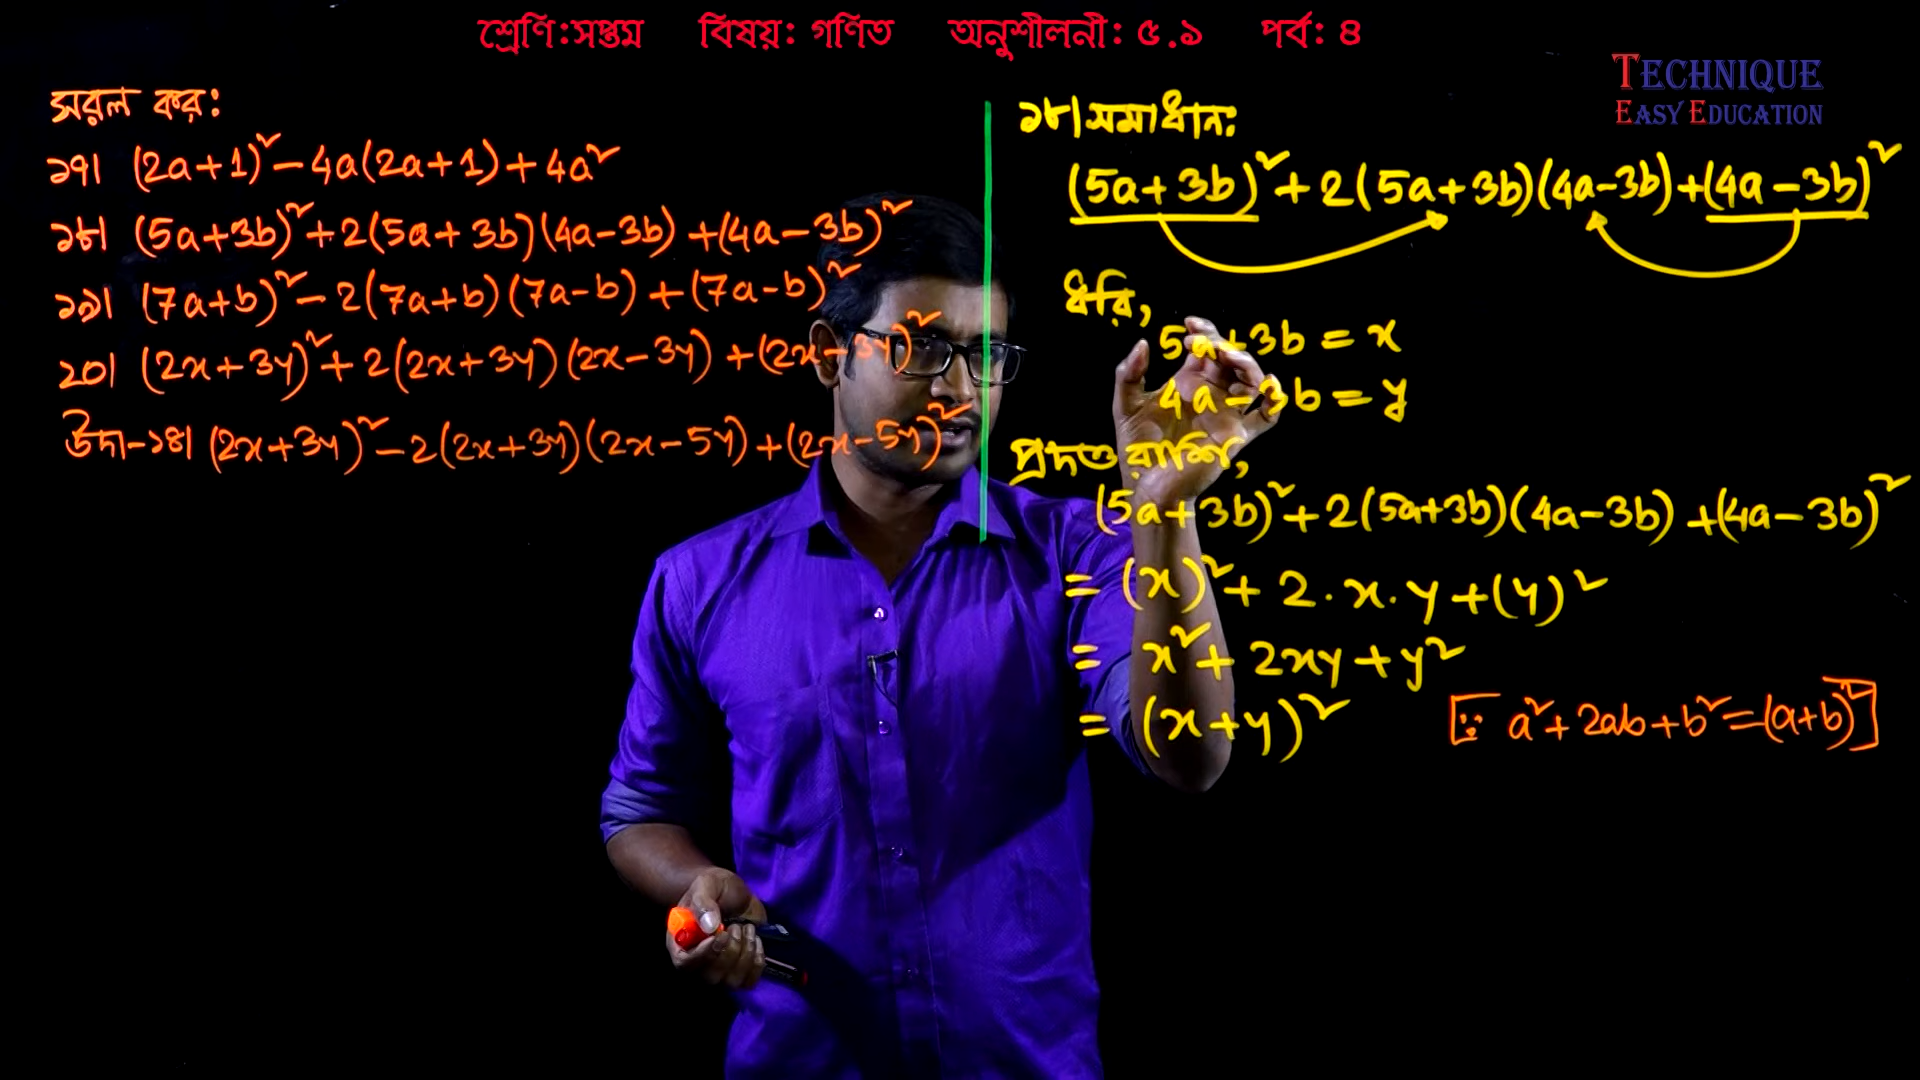 শ্রেণি:সপ্তম বিষয়: গণিত অনুশীলনী: ৫.১ পর্ব: ৪
TECHNIQUE
EASY EDUCATION
সরল কর:
১৭। (2a+1)² – 4a(2a+1) + 4a²
১৮। (5a+3b)² + 2(5a+3b)(4a-3b) + (4a-3b)²
১৯। (7a+b)² – 2(7a+b)(7a-b) + (7a-b)²
২০। (2x+3y)² + 2(2x+3y)(2x-3y) + (2x-3y)²
উদা-১৪। (2x+3y)² – 2(2x+3y)(2x-5y) + (2x-5y)²
১৮। সমাধান:
(5a+3b)² + 2(5a+3b)(4a-3b) + (4a-3b)²
ধরি,
5a+3b = x
4a-3b = y
প্রদত্ত রাশি,
(5a+3b)² + 2(5a+3b)(4a-3b) + (4a-3b)²
= (x)² + 2.x.y + (y)²
= x² + 2xy + y²
= (x+y)² [∵ a²+2ab+b²=(a+b)²]